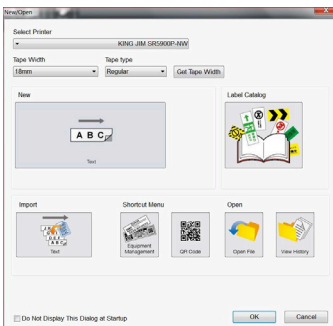 New/Open
Select Printer
KING JIM SR5900P-NW
Tape Width
Tape type
18mm
Regular
Get Tape Width
New
Label Catalog
A B C
Text
Import
Shortcut Menu
Open
Text
Equipment
Management
QR Code
Open File
View History
Do Not Display This Dialog at Startup
OK
Cancel